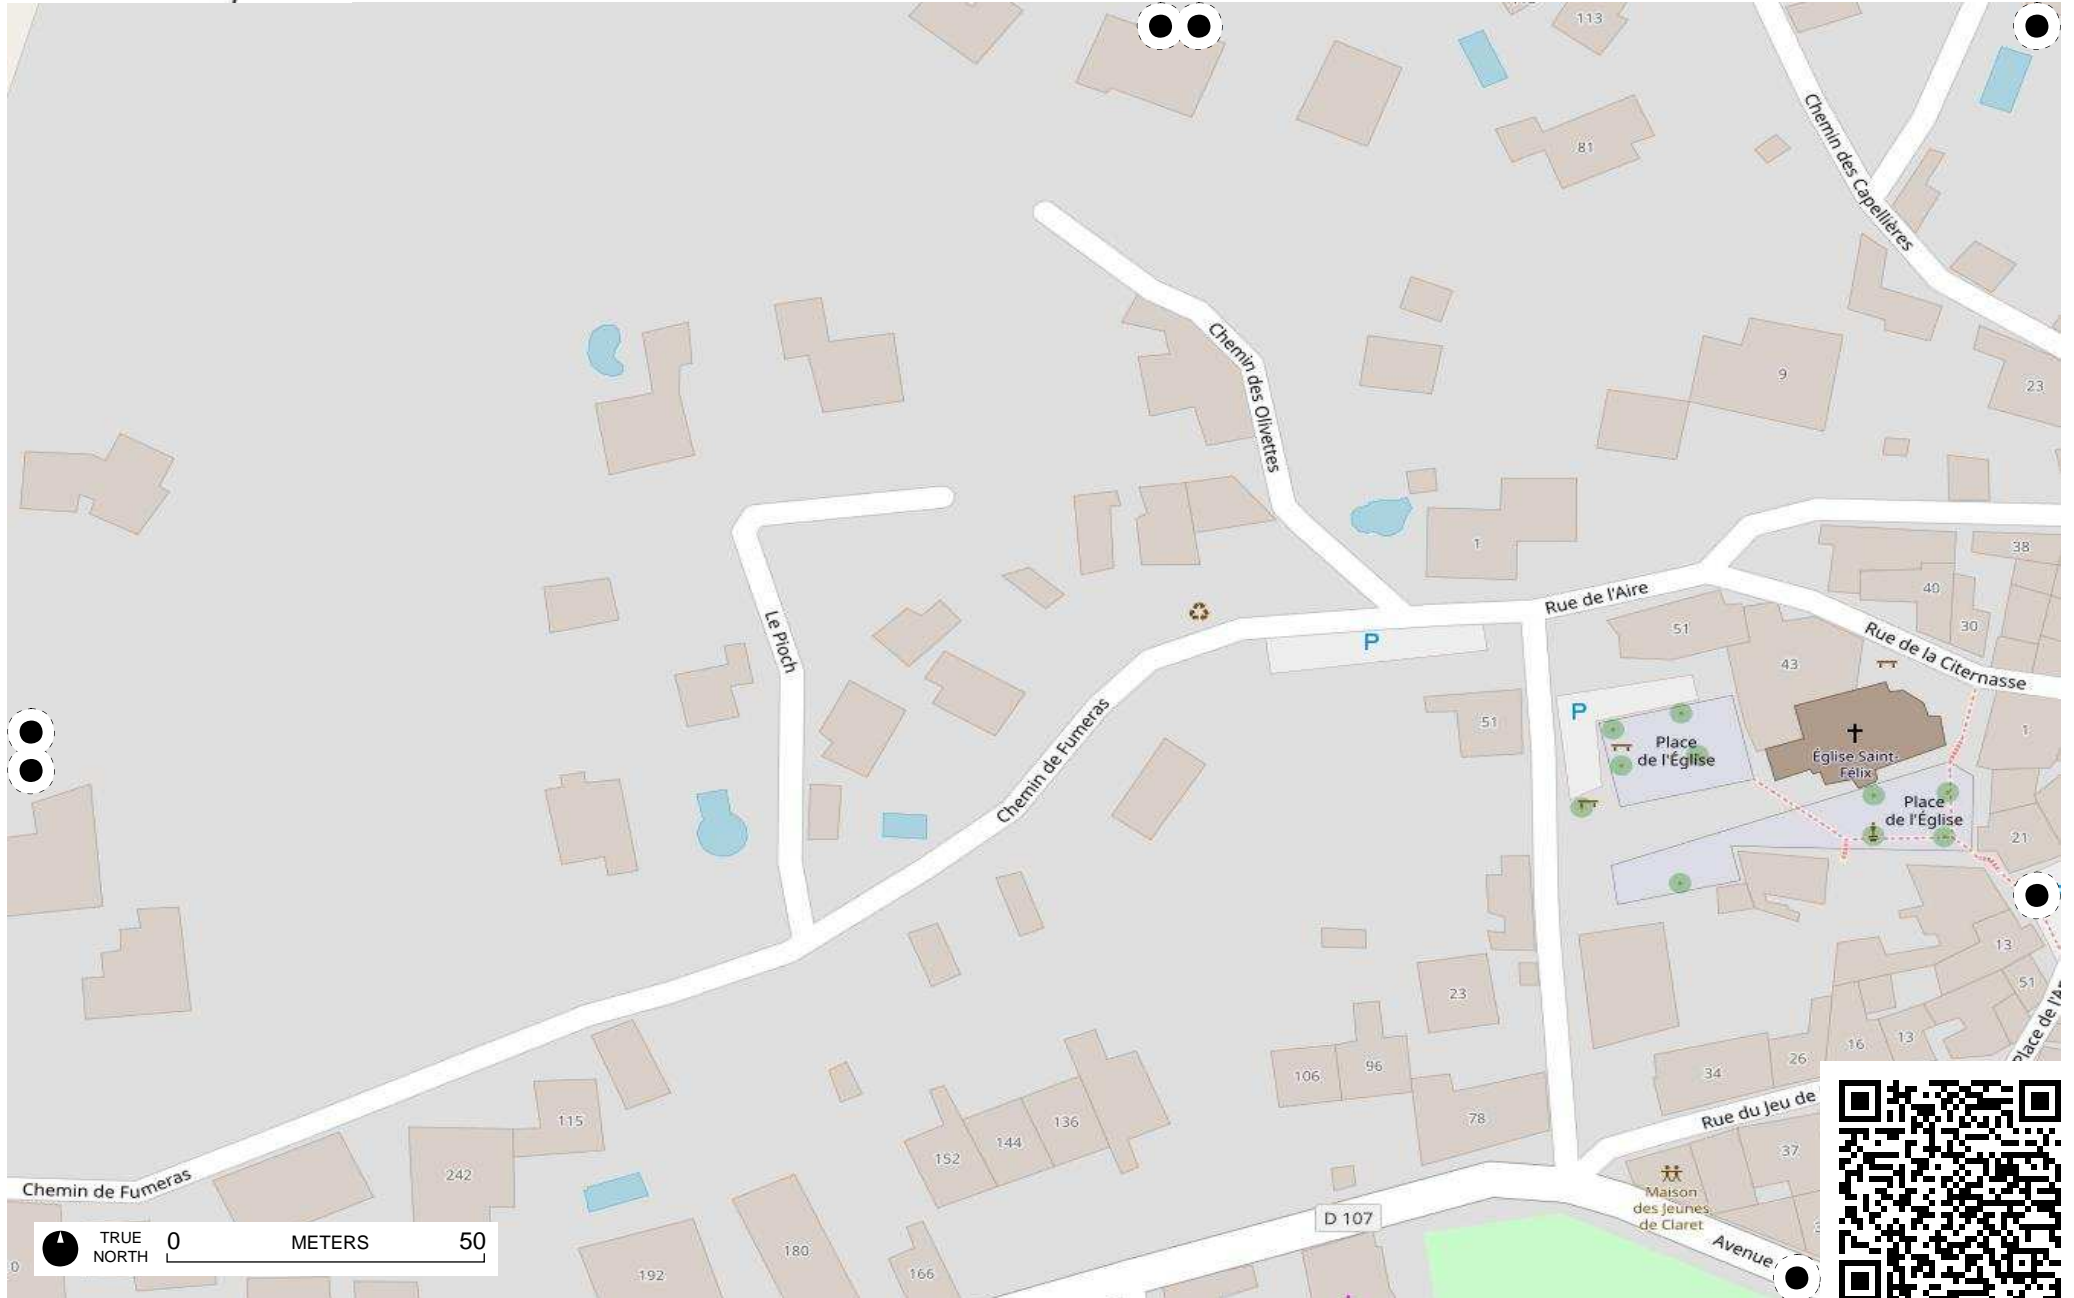 113
81
Chemin des Capellières
9
23
Chemin des Olivettes
1
38
40
30
Rue de l'Aire
51
43
Rue de la Citernasse
Le Pioch
P
P
51
Place
de l'Église
Église Saint-
Félix
1
Place
de l'Église
21
Chemin de Fumeras
13
51
23
16
13
106
96
34
26
78
115
152
144
136
242
Rue du Jeu de
37
Chemin de Fumeras
Maison
des Jeunes
de Claret
D 107
Avenue
180
192
166
0
TRUE
NORTH
0
METERS
50